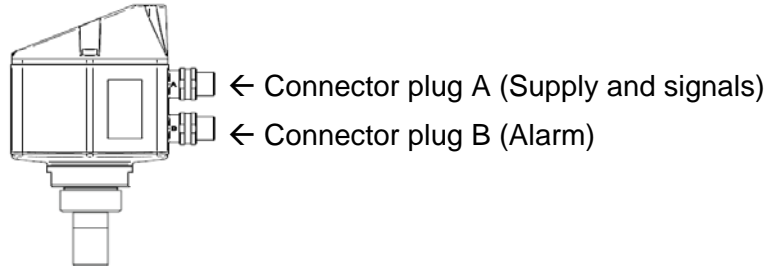 A ← Connector plug A (Supply and signals)
B ← Connector plug B (Alarm)